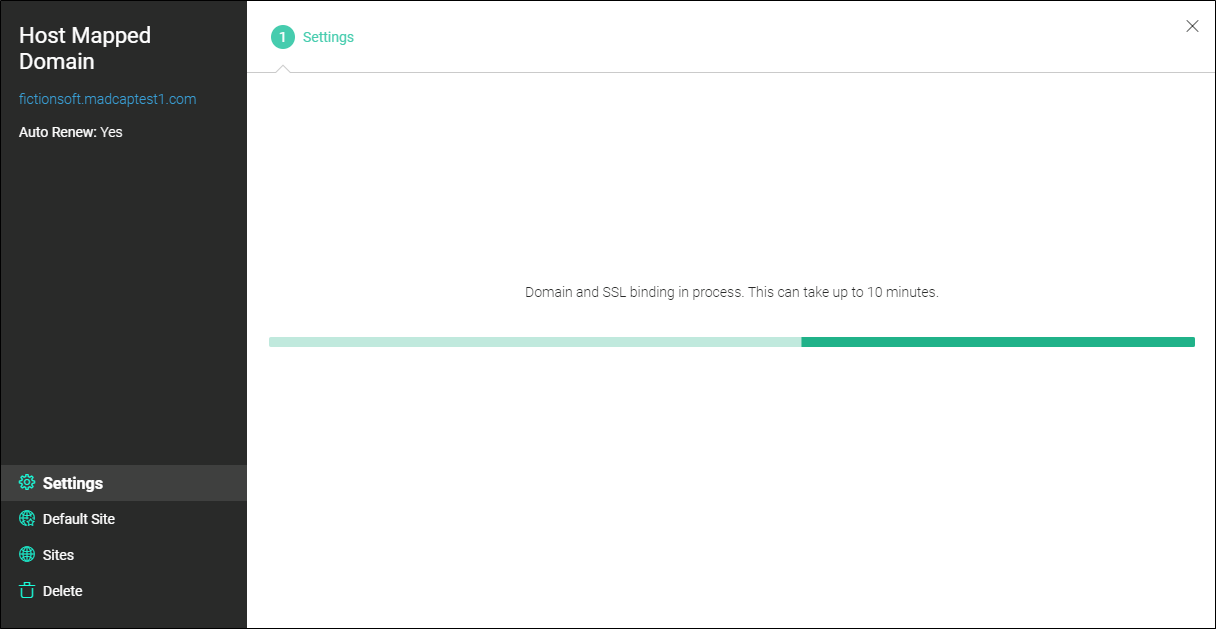 Host Mapped
Domain
fictionsoft.madcaptest1.com
Auto Renew: Yes
Settings
Default Site
Sites
Delete
1 Settings
Domain and SSL binding in process. This can take up to 10 minutes.